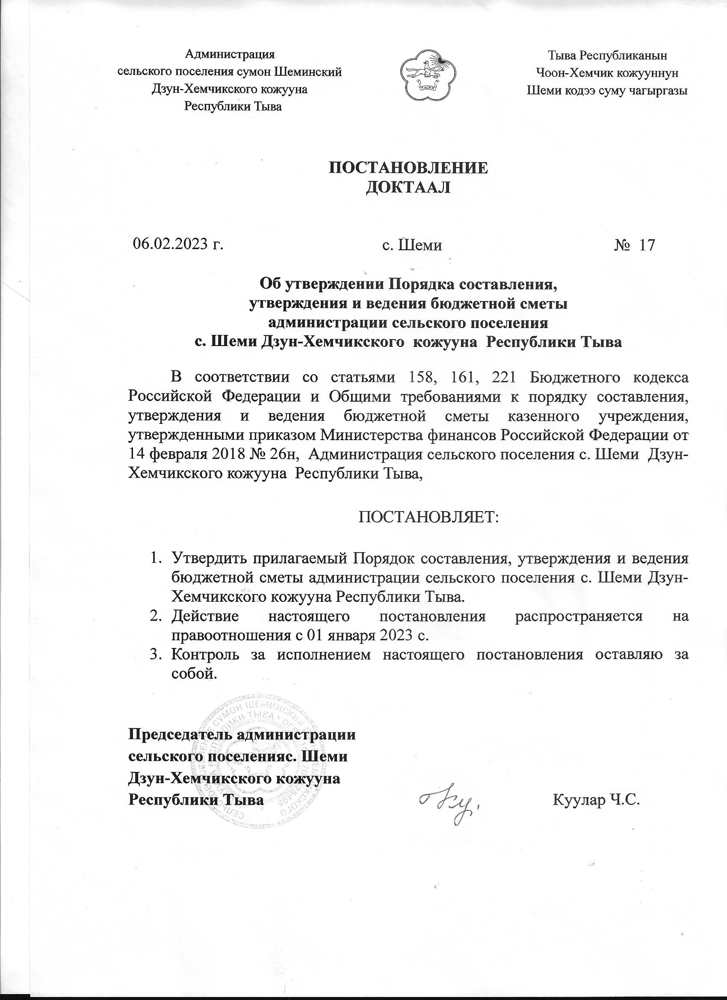 Администрация
сельского поселения сумон Шеминский
Дзун-Хемчикского кожууна
Республики Тыва
ТЫВА
Тыва Республиканын
Чоон-Хемчик кожууннун
Шеми кодээ суму чагыргазы
ПОСТАНОВЛЕНИЕ
ДОКТААЛ
06.02.2023 г. с. Шеми № 17
Об утверждении Порядка составления,
утверждения и ведения бюджетной сметы
администрации сельского поселения
с. Шеми Дзун-Хемчикского кожууна Республики Тыва
В соответствии со статьями 158, 161, 221 Бюджетного кодекса
Российской Федерации и Общими требованиями к порядку составления,
утверждения и ведения бюджетной сметы казенного учреждения,
утвержденными приказом Министерства финансов Российской Федерации от
14 февраля 2018 № 26н, Администрация сельского поселения с. Шеми Дзун-
Хемчикского кожууна Республики Тыва,
ПОСТАНОВЛЯЕТ:
1. Утвердить прилагаемый Порядок составления, утверждения и ведения
бюджетной сметы администрации сельского поселения с. Шеми Дзун-
Хемчикского кожууна Республики Тыва.
2. Действие настоящего постановления распространяется на
правоотношения с 01 января 2023 с.
3. Контроль за исполнением настоящего постановления оставляю за
собой.
Председатель администрации
сельского поселенияс. Шеми
Дзун-Хемчикского кожууна
Республики Тыва Куулар Ч.С.
СУМОН ШЕМИНСКИЙ
ТЫВА